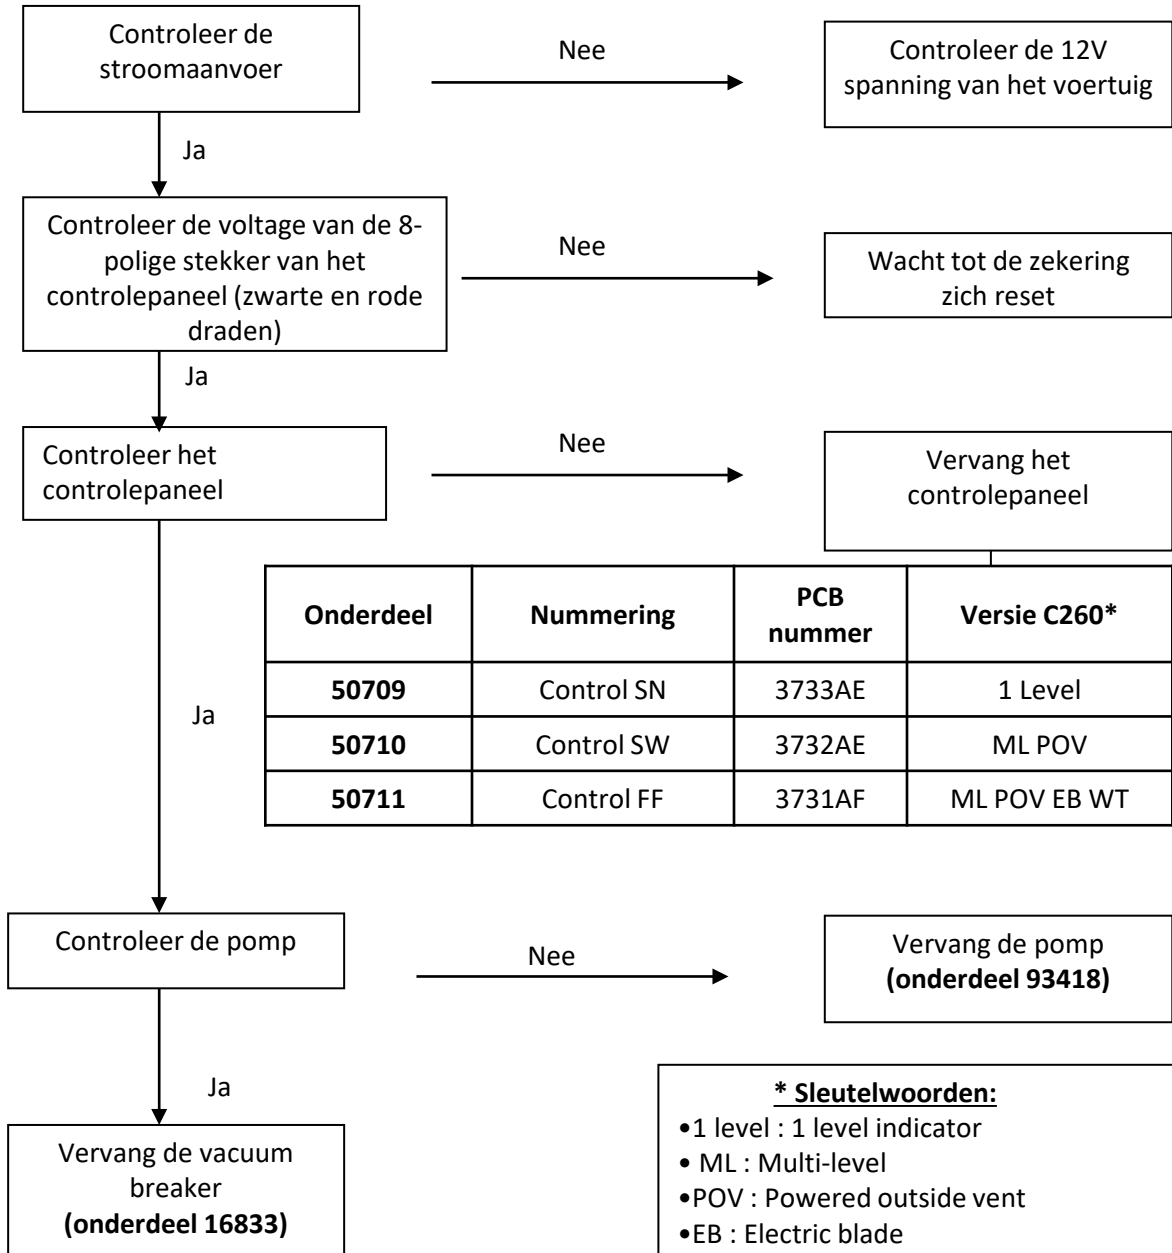 Controleer de
stroomaanvoer
Nee
Controleer de 12V
spanning van het voertuig
Ja
Controleer de voltage van de 8-
polige stekker van het
controlepaneel (zwarte en rode
draden)
Nee
Wacht tot de zekering
zich reset
Ja
Controleer het
controlepaneel
Nee
Vervang het
controlepaneel
Onderdeel Nummering PCB nummer Versie C260*
50709 Control SN 3733AE 1 Level
50710 Control SW 3732AE ML POV
50711 Control FF 3731AF ML POV EB WT
Ja
Controleer de pomp
Nee
Vervang de pomp
(onderdeel 93418)
Ja
Vervang de vacuum
breaker
(onderdeel 16833)
* Sleutelwoorden:
•1 level : 1 level indicator
• ML : Multi-level
•POV : Powered outside vent
•EB : Electric blade